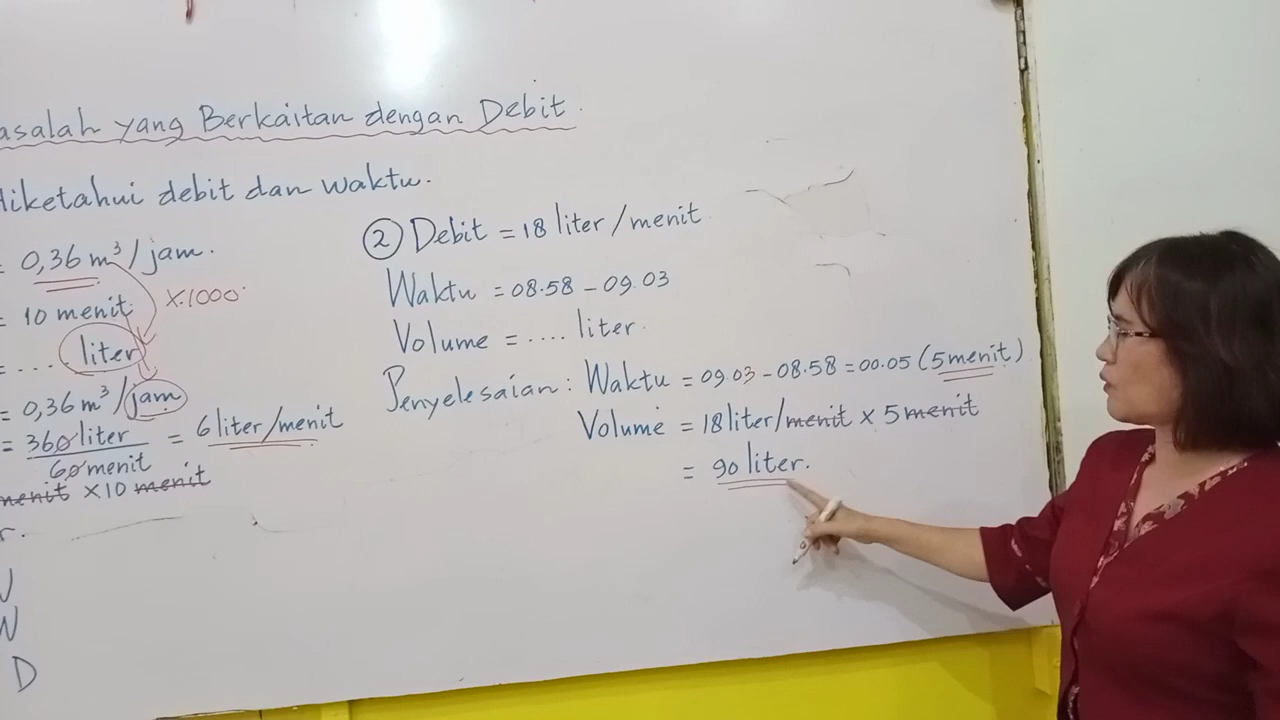 asalah yang Berkaitan dengan Debit.
diketahui debit dan waktu.
= 0,36 m³/jam.
x.1000.
= 10 menit
= .... liter
= 0,36 m³/jam
= 360 liter / 60 menit = 6 liter/menit
menit x 10 menit
r.
W
D
② Debit = 18 liter/menit
Waktu = 08.58 - 09.03
Volume = .... liter.
Penyelesaian : Waktu = 09.03 - 08.58 = 00.05 (5 menit)
Volume = 18 liter/menit x 5 menit
= 90 liter.